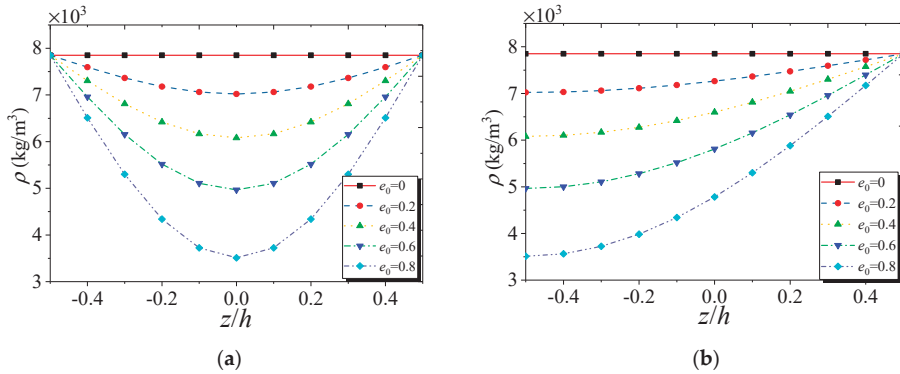 ×10³
8
7
6
5
4
3
ρ (kg/m³)
-0.4 -0.2 0.0 0.2 0.4
z/h
e₀=0
e₀=0.2
e₀=0.4
e₀=0.6
e₀=0.8
(a)
×10³
8
7
6
5
4
3
ρ (kg/m³)
-0.4 -0.2 0.0 0.2 0.4
z/h
e₀=0
e₀=0.2
e₀=0.4
e₀=0.6
e₀=0.8
(b)